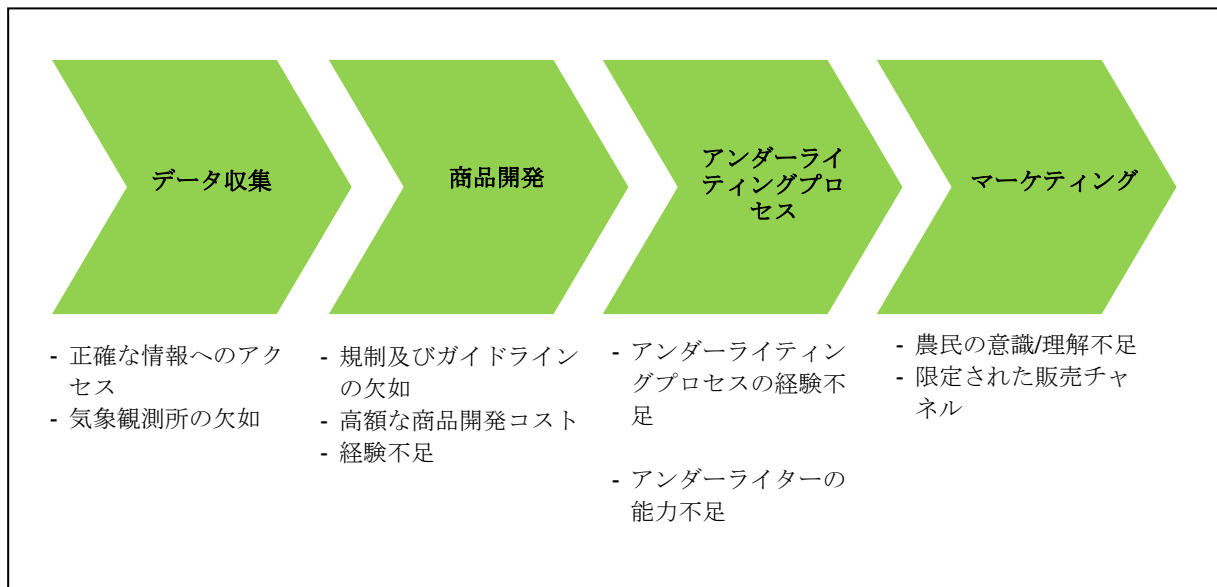 データ収集
商品開発
アンダーライ
ティングプロ
セス
マーケティング
- 正確な情報へのアク
セス
- 気象観測所の欠如
- 規制及びガイドライン
の欠如
- 高額な商品開発コスト
- 経験不足
- アンダーライティン
グプロセスの経験不
足
- アンダーライターの
能力不足
- 農民の意識/理解不足
- 限定された販売チャ
ネル